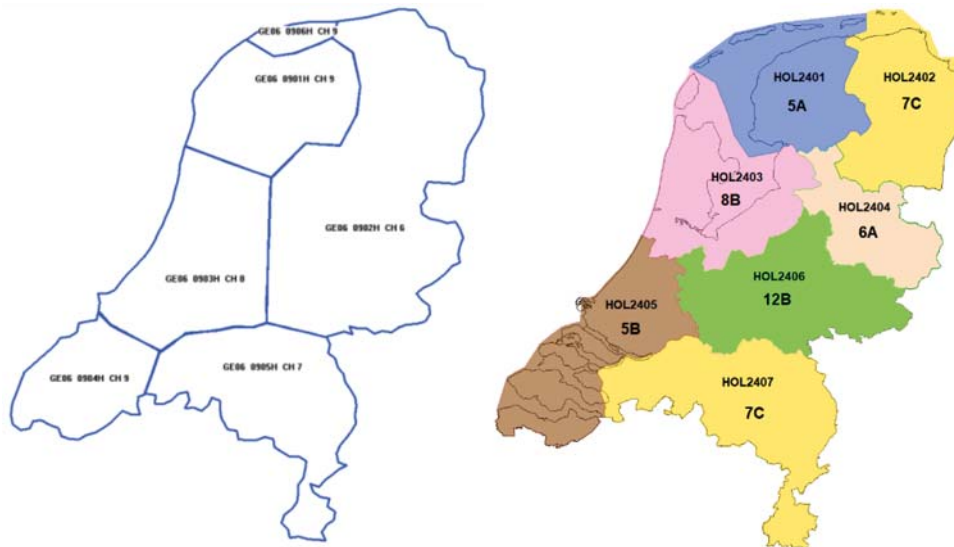 GE06 0906H CH 9
GE06 0901H CH 9
GE06 0902H CH 6
GE06 0903H CH 8
GE06 0904H CH 9
GE06 0905H CH 7
HOL2401
5A
HOL2402
7C
HOL2403
8B
HOL2404
6A
HOL2406
12B
HOL2405
5B
HOL2407
7C